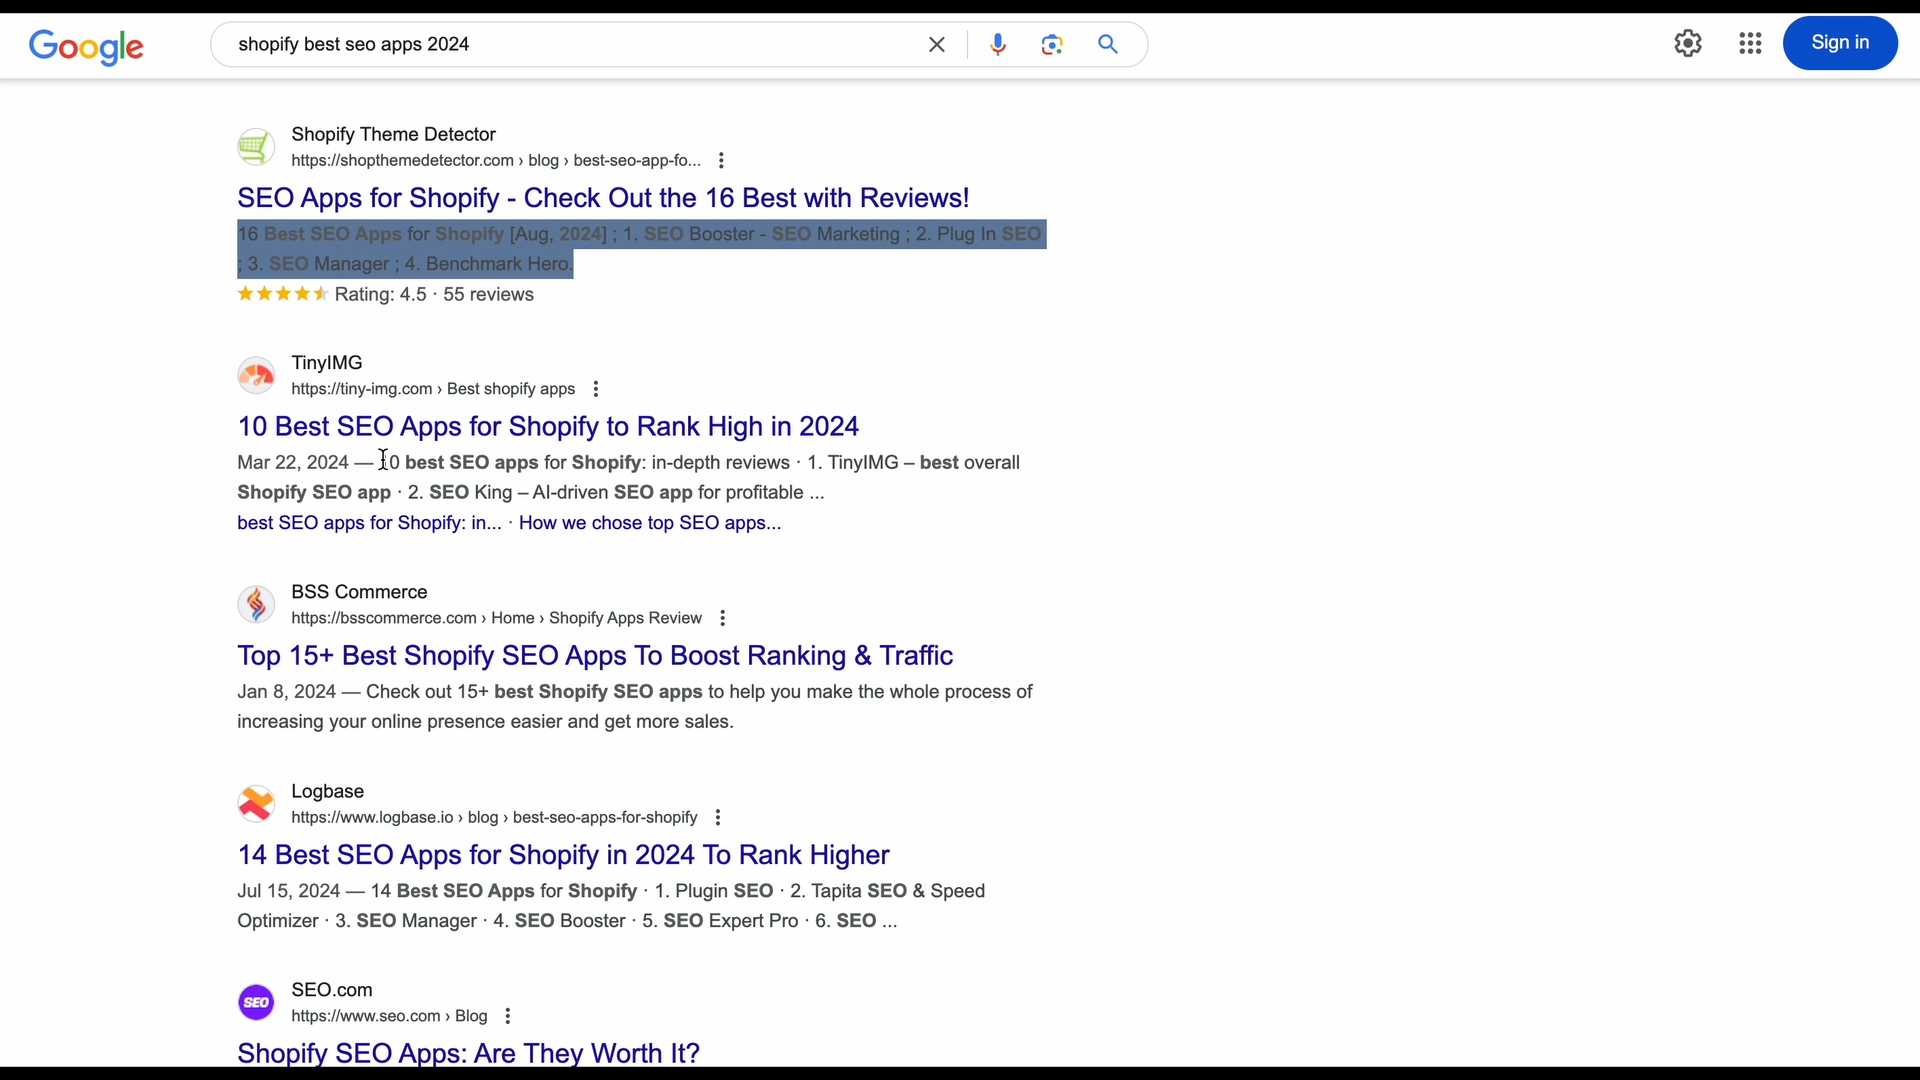 Google
shopify best seo apps 2024
Sign in
Shopify Theme Detector
https://shopthemedetector.com › blog › best-seo-app-fo...
SEO Apps for Shopify - Check Out the 16 Best with Reviews!
16 Best SEO Apps for Shopify [Aug, 2024] ; 1. SEO Booster - SEO Marketing ; 2. Plug In SEO
; 3. SEO Manager ; 4. Benchmark Hero.
Rating: 4.5 · 55 reviews
TinyIMG
https://tiny-img.com › Best shopify apps
10 Best SEO Apps for Shopify to Rank High in 2024
Mar 22, 2024 — 10 best SEO apps for Shopify: in-depth reviews · 1. TinyIMG – best overall
Shopify SEO app · 2. SEO King – AI-driven SEO app for profitable ...
best SEO apps for Shopify: in... · How we chose top SEO apps...
BSS Commerce
https://bsscommerce.com › Home › Shopify Apps Review
Top 15+ Best Shopify SEO Apps To Boost Ranking & Traffic
Jan 8, 2024 — Check out 15+ best Shopify SEO apps to help you make the whole process of
increasing your online presence easier and get more sales.
Logbase
https://www.logbase.io › blog › best-seo-apps-for-shopify
14 Best SEO Apps for Shopify in 2024 To Rank Higher
Jul 15, 2024 — 14 Best SEO Apps for Shopify · 1. Plugin SEO · 2. Tapita SEO & Speed
Optimizer · 3. SEO Manager · 4. SEO Booster · 5. SEO Expert Pro · 6. SEO ...
SEO
SEO.com
https://www.seo.com › Blog
Shopify SEO Apps: Are They Worth It?